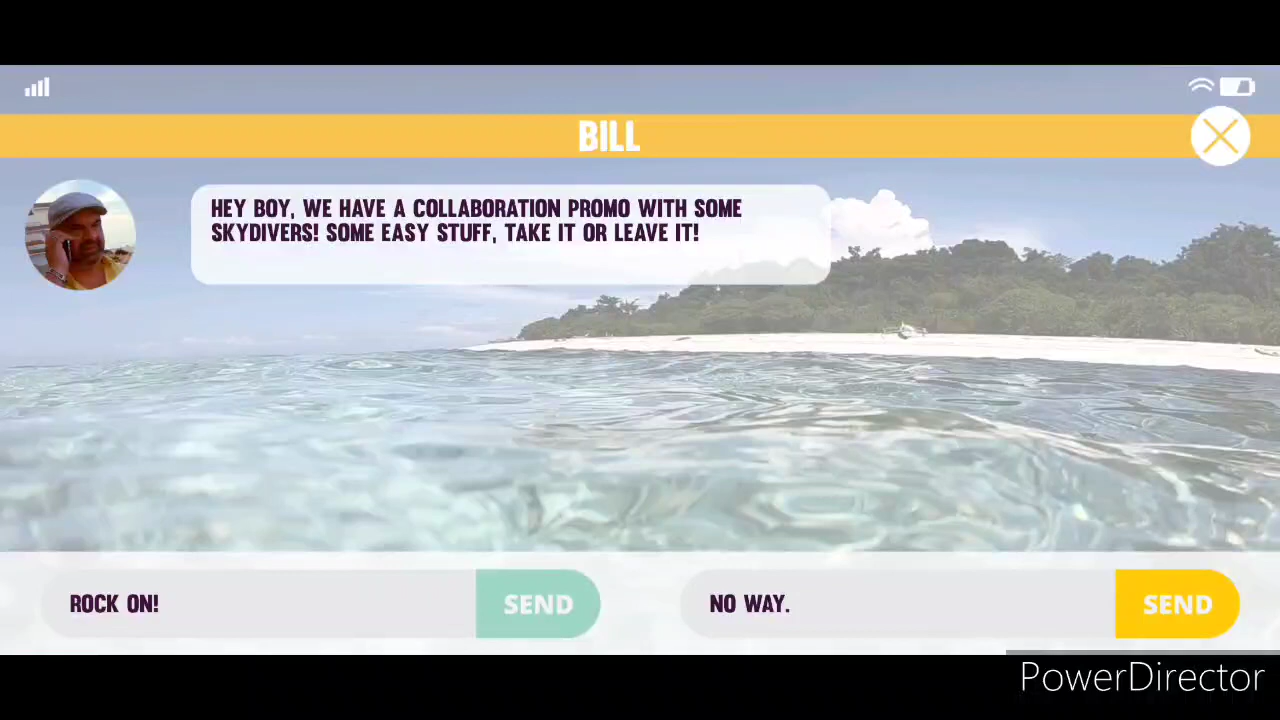 BILL
HEY BOY, WE HAVE A COLLABORATION PROMO WITH SOME
SKYDIVERS! SOME EASY STUFF, TAKE IT OR LEAVE IT!
ROCK ON!
SEND
NO WAY.
SEND
PowerDirector